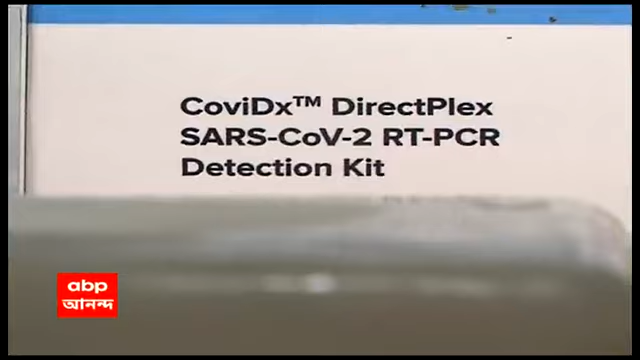 CoviDx™ DirectPlex
SARS-CoV-2 RT-PCR
Detection Kit
abp
আনন্দ